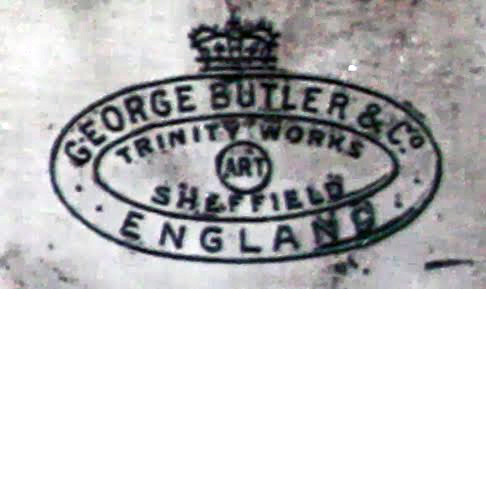 GEORGE BUTLER & Co
TRINITY WORKS
ART
SHEFFIELD
ENGLAND